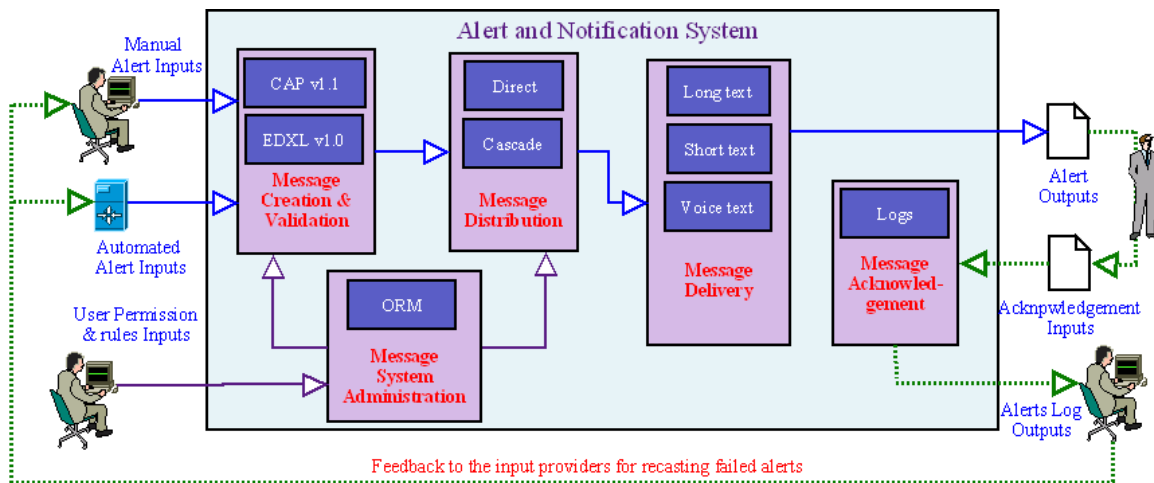 Alert and Notification System
Manual
Alert Inputs
CAP v1.1
EDXL v1.0
Message
Creation &
Validation
Direct
Cascade
Message
Distribution
Long text
Short text
Voice text
Message
Delivery
Logs
Message
Acknowled-
gement
Alert
Outputs
Automated
Alert Inputs
User Permission
& rules Inputs
ORM
Message
System
Administration
Acknpwledgement
Inputs
Alerts Log
Outputs
Feedback to the input providers for recasting failed alerts